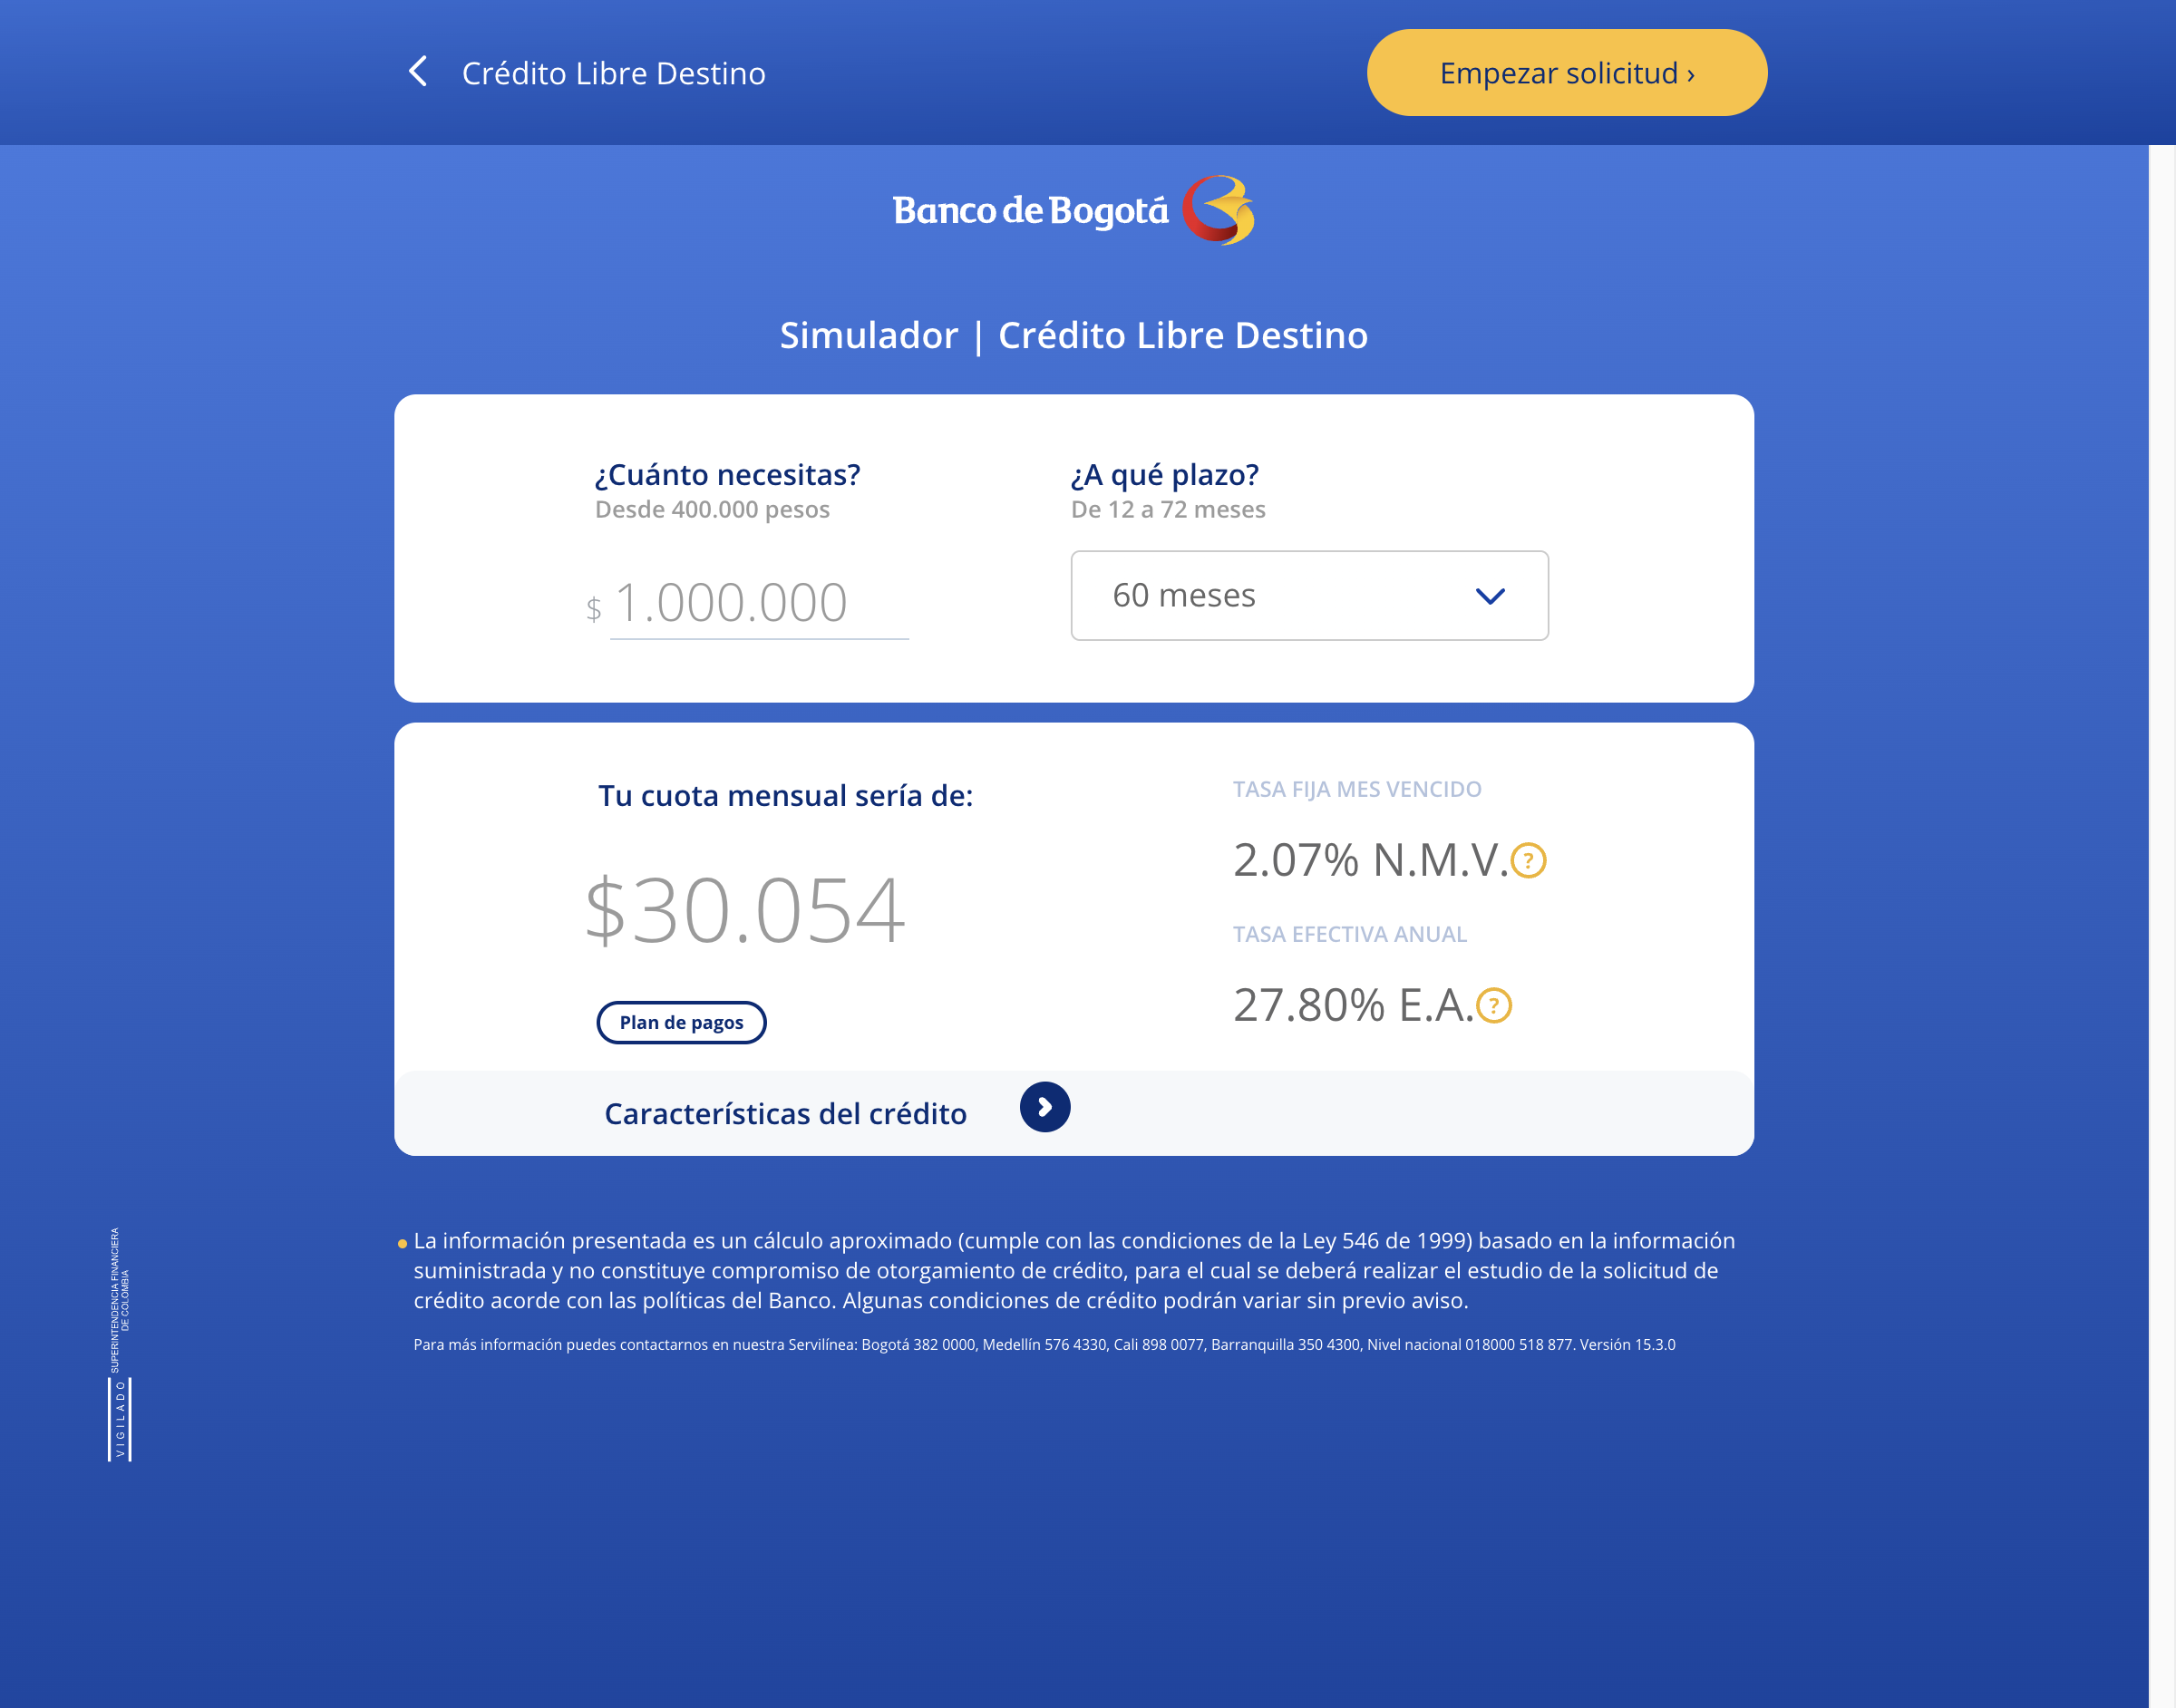 Crédito Libre Destino
Empezar solicitud ›
Banco de Bogotá
Simulador | Crédito Libre Destino
¿Cuánto necesitas?
Desde 400.000 pesos
$ 1.000.000
¿A qué plazo?
De 12 a 72 meses
60 meses
Tu cuota mensual sería de:
$30.054
Plan de pagos
TASA FIJA MES VENCIDO
2.07% N.M.V. ?
TASA EFECTIVA ANUAL
27.80% E.A. ?
Características del crédito
La información presentada es un cálculo aproximado (cumple con las condiciones de la Ley 546 de 1999) basado en la información
suministrada y no constituye compromiso de otorgamiento de crédito, para el cual se deberá realizar el estudio de la solicitud de
crédito acorde con las políticas del Banco. Algunas condiciones de crédito podrán variar sin previo aviso.
Para más información puedes contactarnos en nuestra Servilínea: Bogotá 382 0000, Medellín 576 4330, Cali 898 0077, Barranquilla 350 4300, Nivel nacional 018000 518 877. Versión 15.3.0
VIGILADO
SUPERINTENDENCIA FINANCIERA
DE COLOMBIA